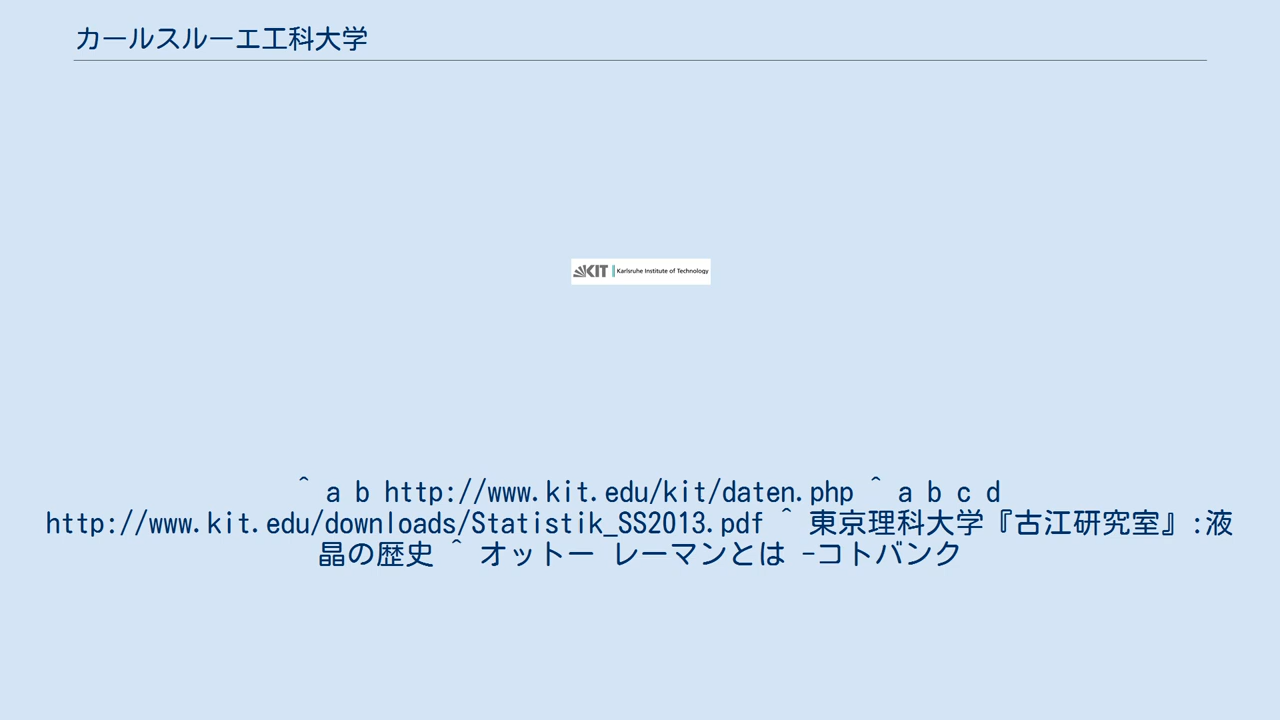 カールスルーエ工科大学
KIT Karlsruhe Institute of Technology
^ a b http://www.kit.edu/kit/daten.php ^ a b c d
http://www.kit.edu/downloads/Statistik_SS2013.pdf ^ 東京理科大学『古江研究室』:液
晶の歴史 ^ オットー レーマンとは -コトバンク